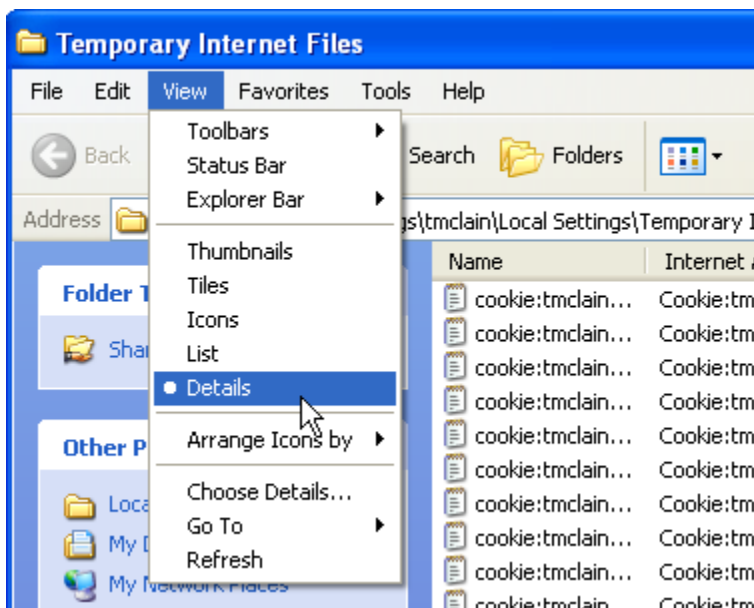 Temporary Internet Files
File Edit View Favorites Tools Help
Back Search Folders
Address \tmclain\Local Settings\Temporary
Toolbars
Status Bar
Explorer Bar
Thumbnails
Tiles
Icons
List
Details
Arrange Icons by
Choose Details...
Go To
Refresh
Folder
Other
My
My Network Places
Name Internet
cookie:tmclain... Cookie:tm
cookie:tmclain... Cookie:tm
cookie:tmclain... Cookie:tm
cookie:tmclain... Cookie:tm
cookie:tmclain... Cookie:tm
cookie:tmclain... Cookie:tm
cookie:tmclain... Cookie:tm
cookie:tmclain... Cookie:tm
cookie:tmclain... Cookie:tm
cookie:tmclain... Cookie:tm